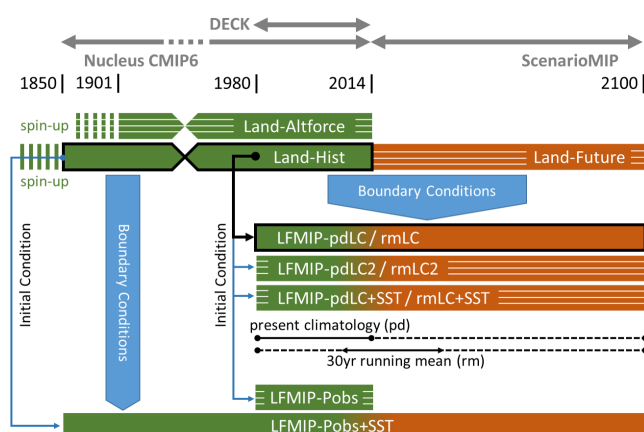 DECK
Nucleus CMIP6
ScenarioMIP
1850
1901
1980
2014
2100
spin-up
Land-Altforce
Land-Hist
Land-Future
spin-up
Boundary Conditions
Initial Condition
Boundary Conditions
Initial Condition
LFMIP-pdLC / rmLC
LFMIP-pdLC2 / rmLC2
LFMIP-pdLC+SST / rmLC+SST
present climatology (pd)
30yr running mean (rm)
LFMIP-Pobs
LFMIP-Pobs+SST